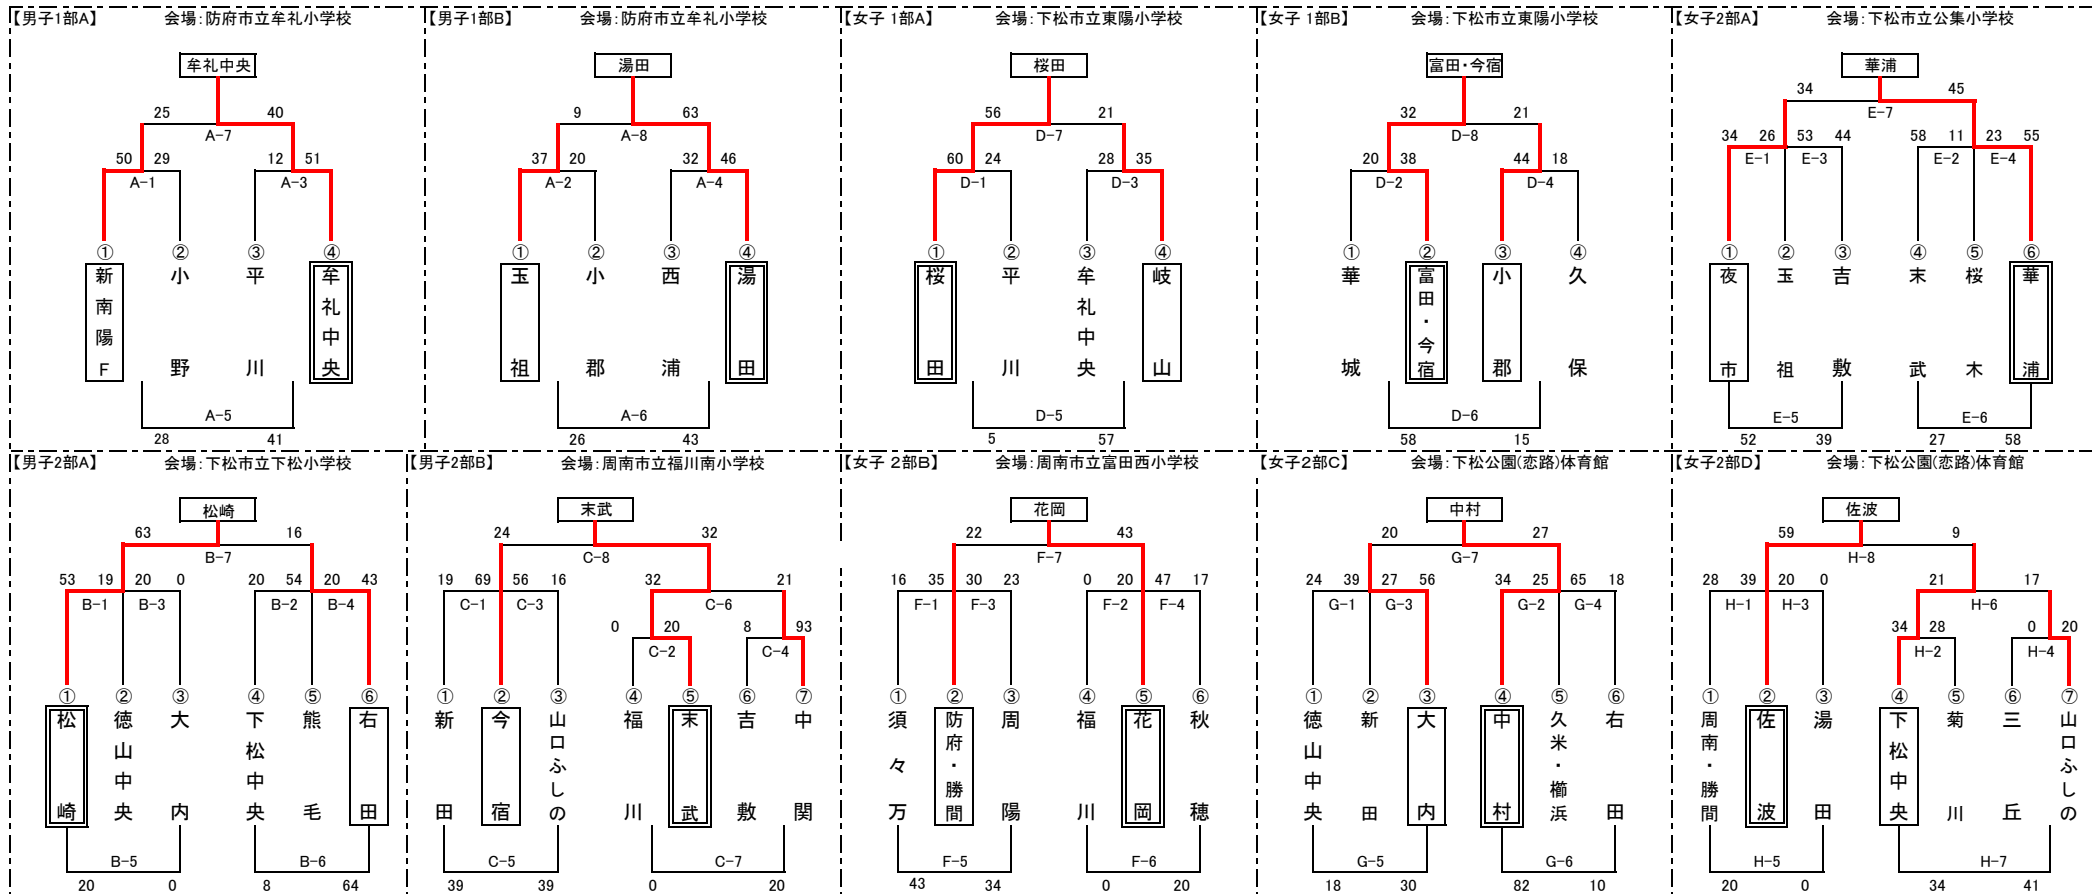 【男子1部A】 会場:防府市立牟礼小学校
牟礼中央
25 40
A-7
50 29 12 51
A-1 A-3
① ② ③ ④
新南陽F 小野 平川 牟礼中央
A-5
28 41
【男子1部B】 会場:防府市立牟礼小学校
湯田
9 63
A-8
37 20 32 46
A-2 A-4
① ② ③ ④
玉祖 小郡 西浦 湯田
A-6
26 43
【女子 1部A】 会場:下松市立東陽小学校
桜田
56 21
D-7
60 24 28 35
D-1 D-3
① ② ③ ④
桜田 平川 牟礼中央 岐山
D-5
5 57
【女子 1部B】 会場:下松市立東陽小学校
富田・今宿
32 21
D-8
20 38 44 18
D-2 D-4
① ② ③ ④
華城 富田・今宿 小郡 久保
D-6
58 15
【女子2部A】 会場:下松市立公集小学校
華浦
34 45
E-7
34 26 53 44 58 11 23 55
E-1 E-3 E-2 E-4
① ② ③ ④ ⑤ ⑥
夜市 玉祖 吉敷 末武 桜木 華浦
E-5 E-6
52 39 27 58
【男子2部A】 会場:下松市立下松小学校
松崎
63 16
B-7
53 19 20 0 20 54 20 43
B-1 B-3 B-2 B-4
① ② ③ ④ ⑤ ⑥
松崎 徳山中央 大内 下松中央 熊毛 右田
B-5 B-6
20 0 8 64
【男子2部B】 会場:周南市立福川南小学校
末武
24 32
C-8
19 69 56 16 32 21
C-1 C-3 C-6
0 20 8 93
C-2 C-4
① ② ③ ④ ⑤ ⑥ ⑦
新田 今宿 山口ふしの 福川 末武 吉敷 中関
C-5 C-7
39 39 0 20
【女子 2部B】 会場:周南市立富田西小学校
花岡
22 43
F-7
16 35 30 23 0 20 47 17
F-1 F-3 F-2 F-4
① ② ③ ④ ⑤ ⑥
須々万 防府・勝間 周陽 福川 花岡 秋穂
F-5 F-6
43 34 0 20
【女子2部C】 会場:下松公園(恋路)体育館
中村
20 27
G-7
24 39 27 56 34 25 65 18
G-1 G-3 G-2 G-4
① ② ③ ④ ⑤ ⑥
徳山中央 新田 大内 中村 久米・櫛浜 右田
G-5 G-6
18 30 82 10
【女子2部D】 会場:下松公園(恋路)体育館
佐波
59 9
H-8
28 39 20 0 21 17
H-1 H-3 H-6
34 28 0 20
H-2 H-4
① ② ③ ④ ⑤ ⑥ ⑦
周南・勝間 佐波 湯田 下松中央 菊川 三丘 山口ふしの
H-5 H-7
20 0 34 41